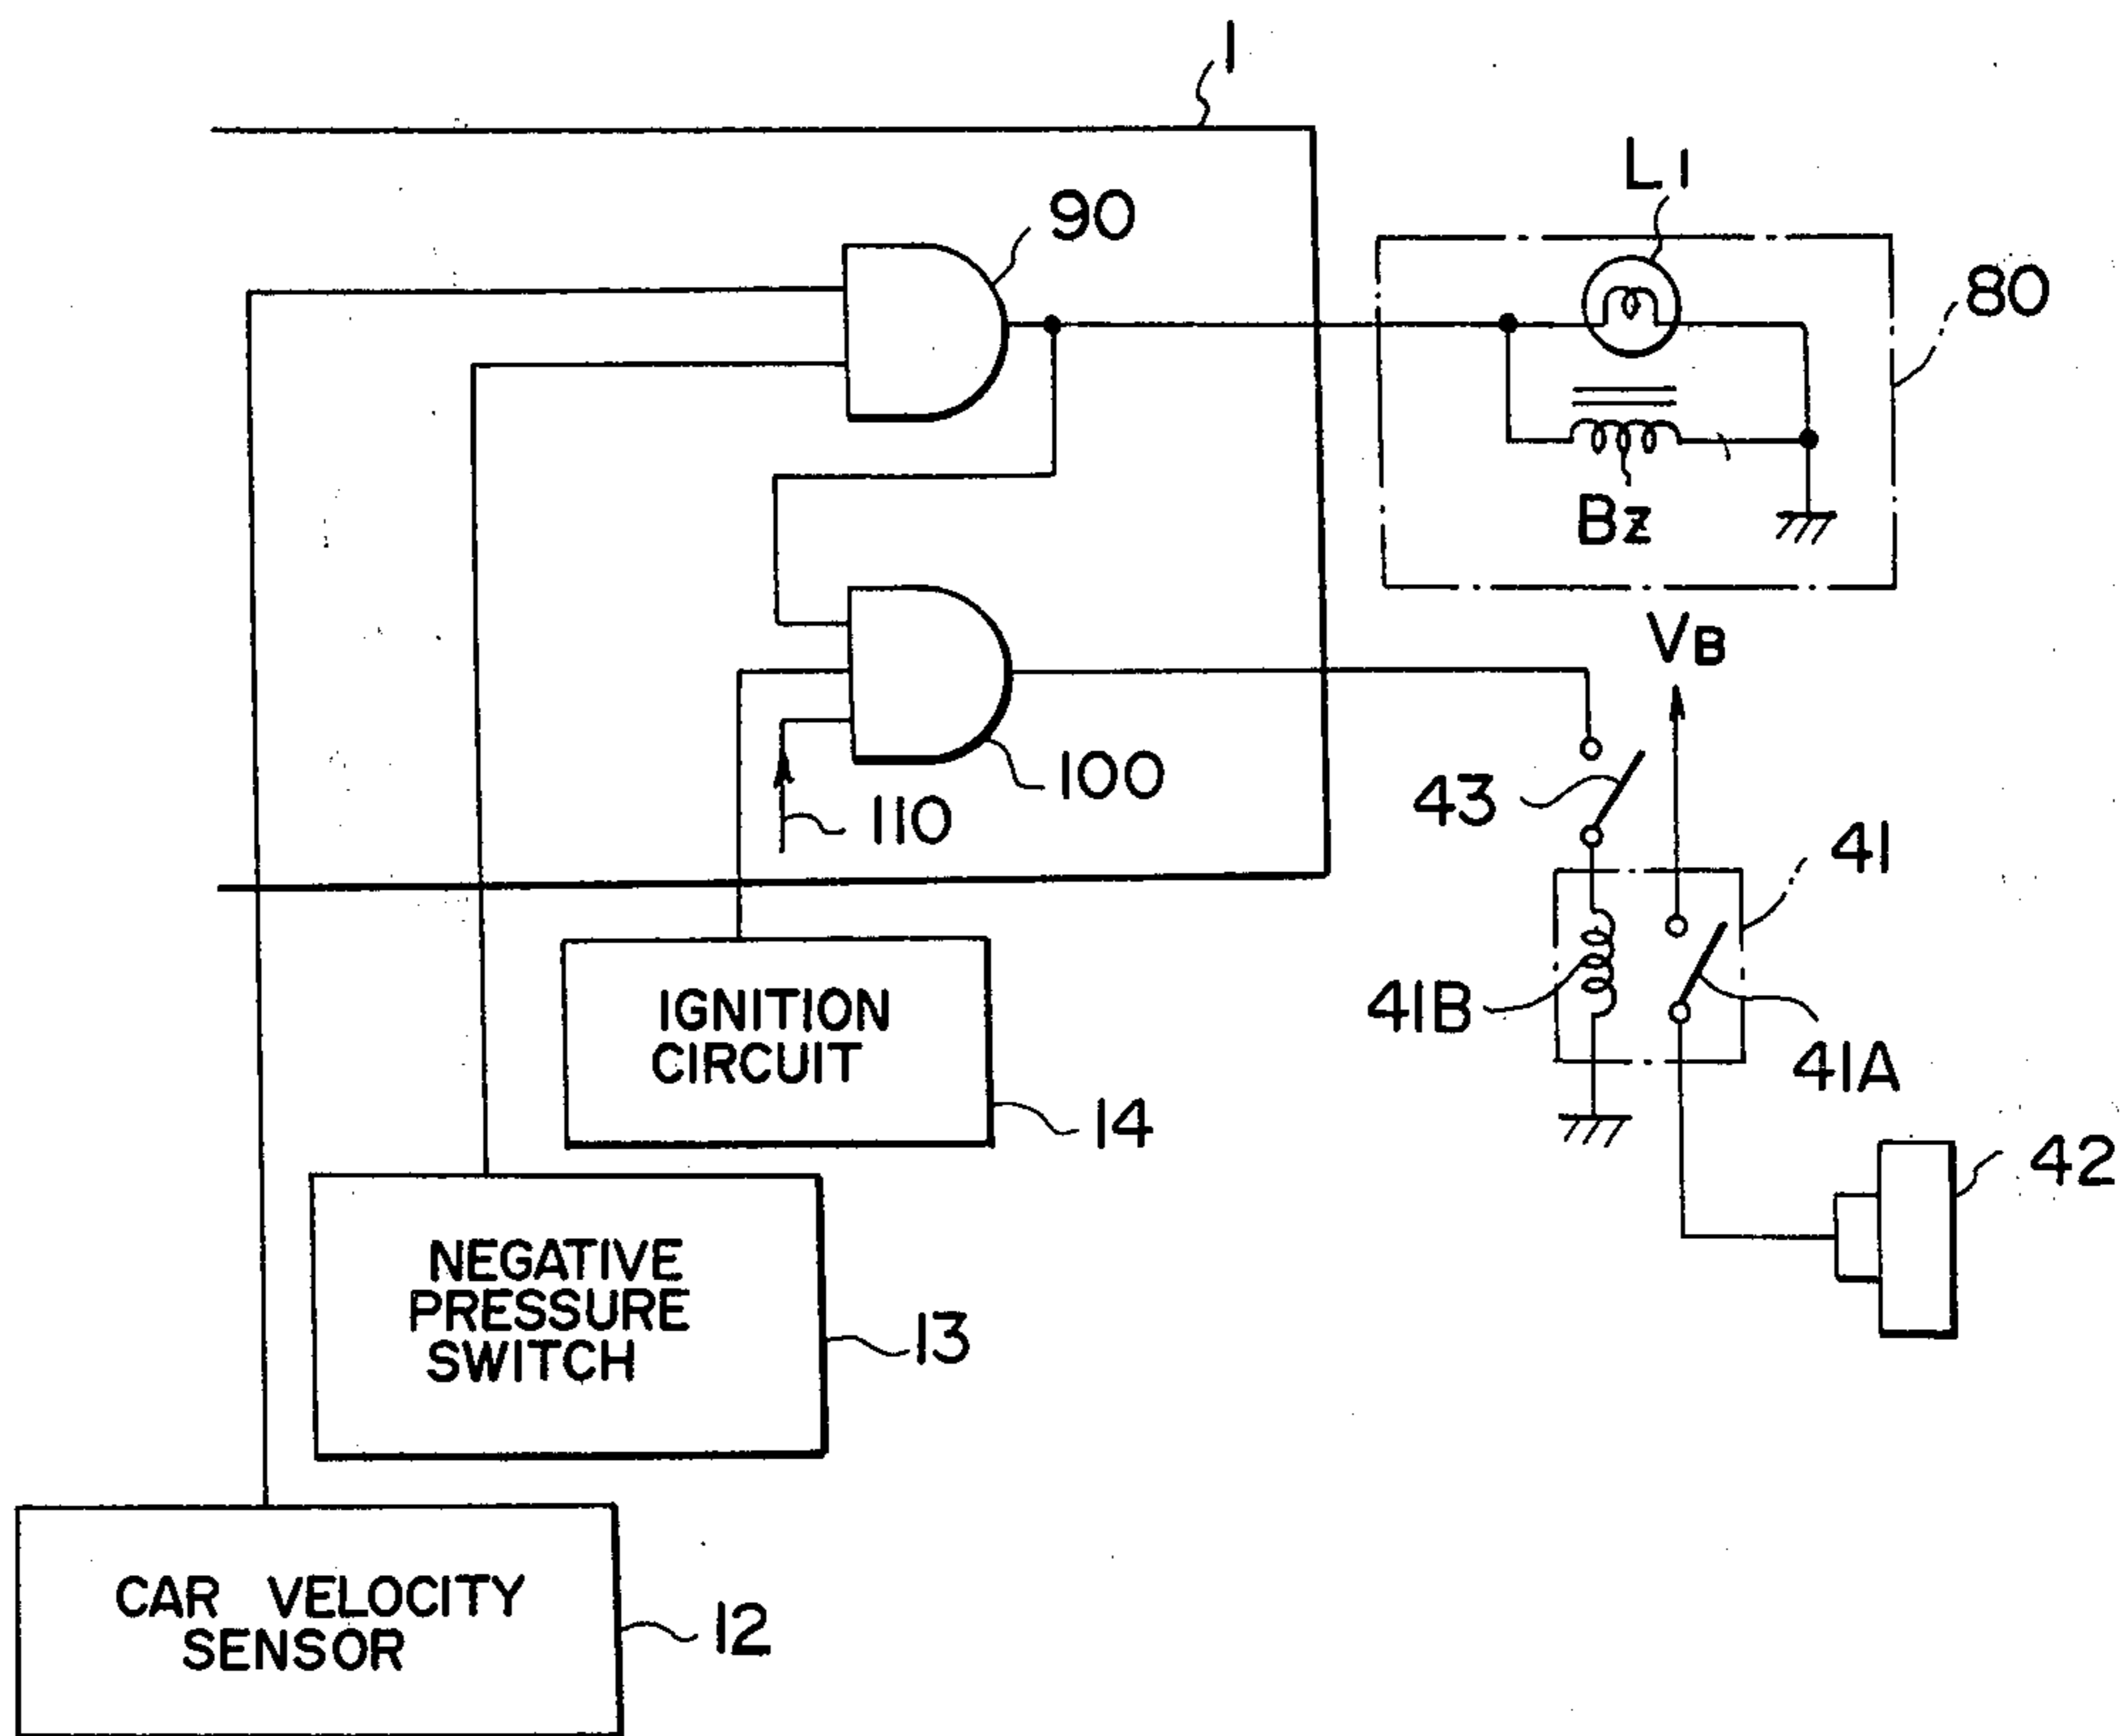 1
90
L1
80
Bz
VB
100
110
43
41
41B
41A
IGNITION
CIRCUIT
14
42
NEGATIVE
PRESSURE
SWITCH
13
CAR VELOCITY
SENSOR
12